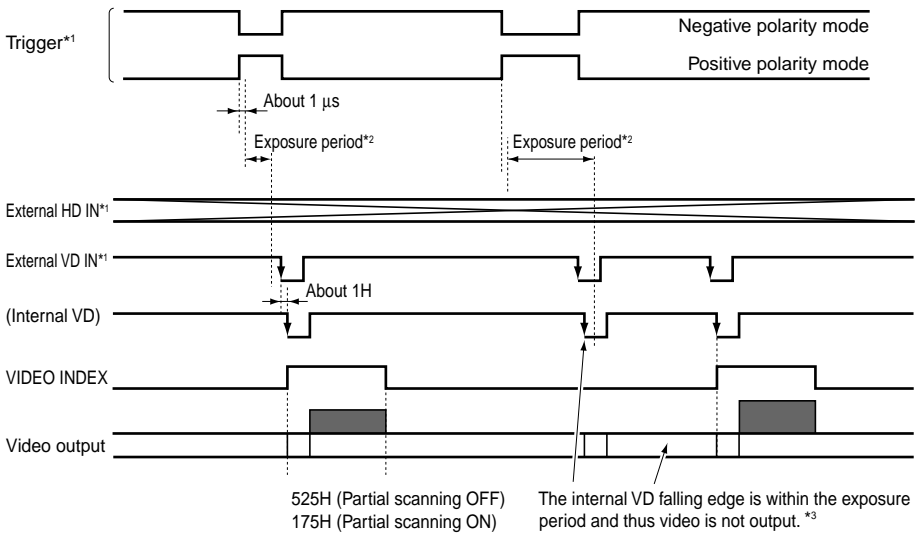 Negative polarity mode
Trigger*1
Positive polarity mode
About 1 μs
Exposure period*2 Exposure period*2
External HD IN*1
External VD IN*1
About 1H
(Internal VD)
VIDEO INDEX
Video output
525H (Partial scanning OFF)
175H (Partial scanning ON)
The internal VD falling edge is within the exposure
period and thus video is not output. *3